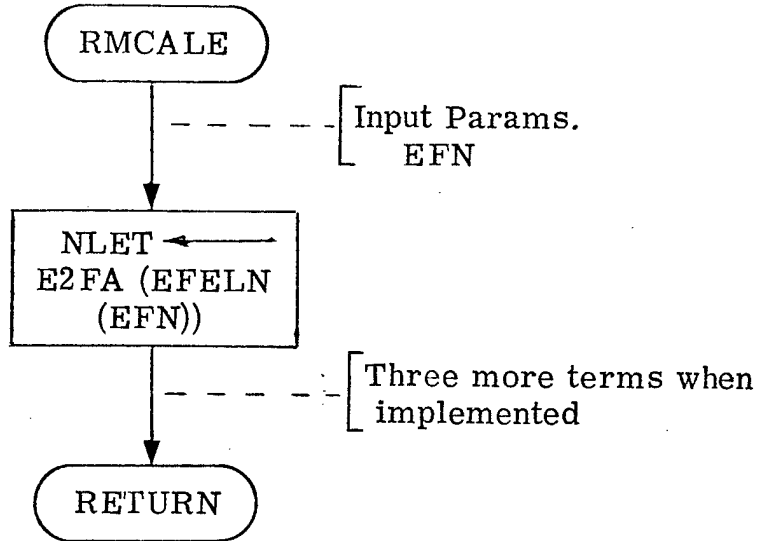 RMCALE
Input Params.
EFN
NLET ←
E2FA (EFELN
(EFN))
Three more terms when
implemented
RETURN